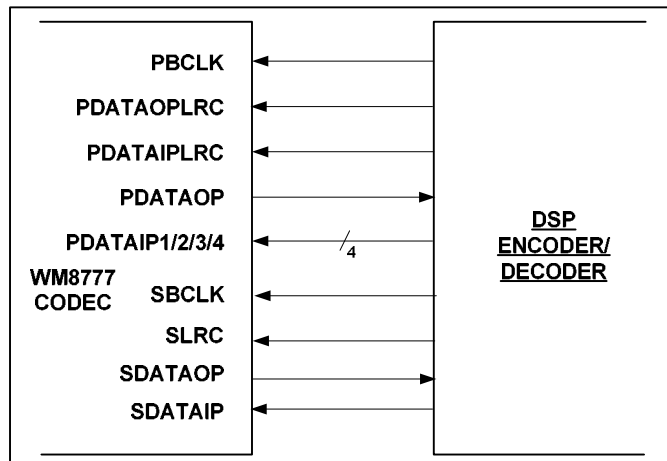 PBCLK
PDATAOPLRC
PDATAIPLRC
PDATAOP
PDATAIP1/2/3/4
4
WM8777
CODEC
SBCLK
SLRC
SDATAOP
SDATAIP
DSP
ENCODER/
DECODER